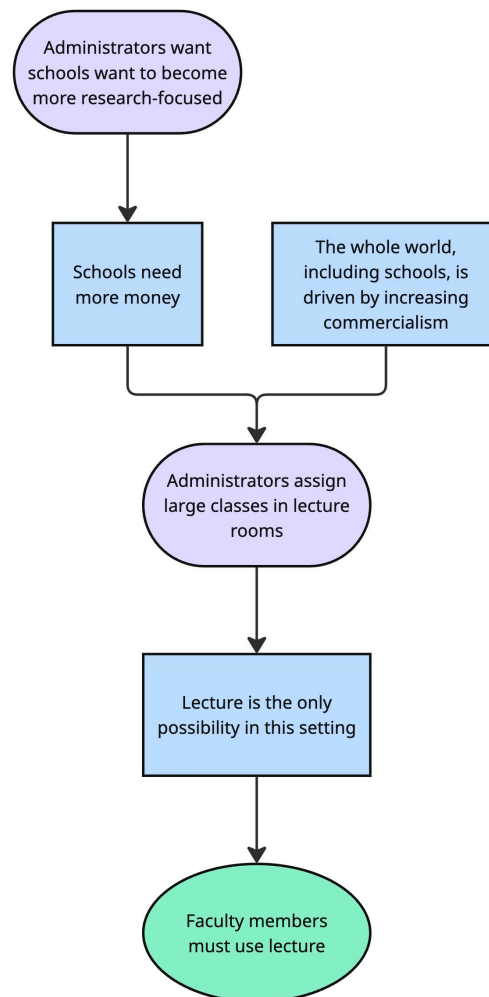 Administrators want
schools want to become
more research-focused
Schools need
more money
The whole world,
including schools, is
driven by increasing
commercialism
Administrators assign
large classes in lecture
rooms
Lecture is the only
possibility in this setting
Faculty members
must use lecture